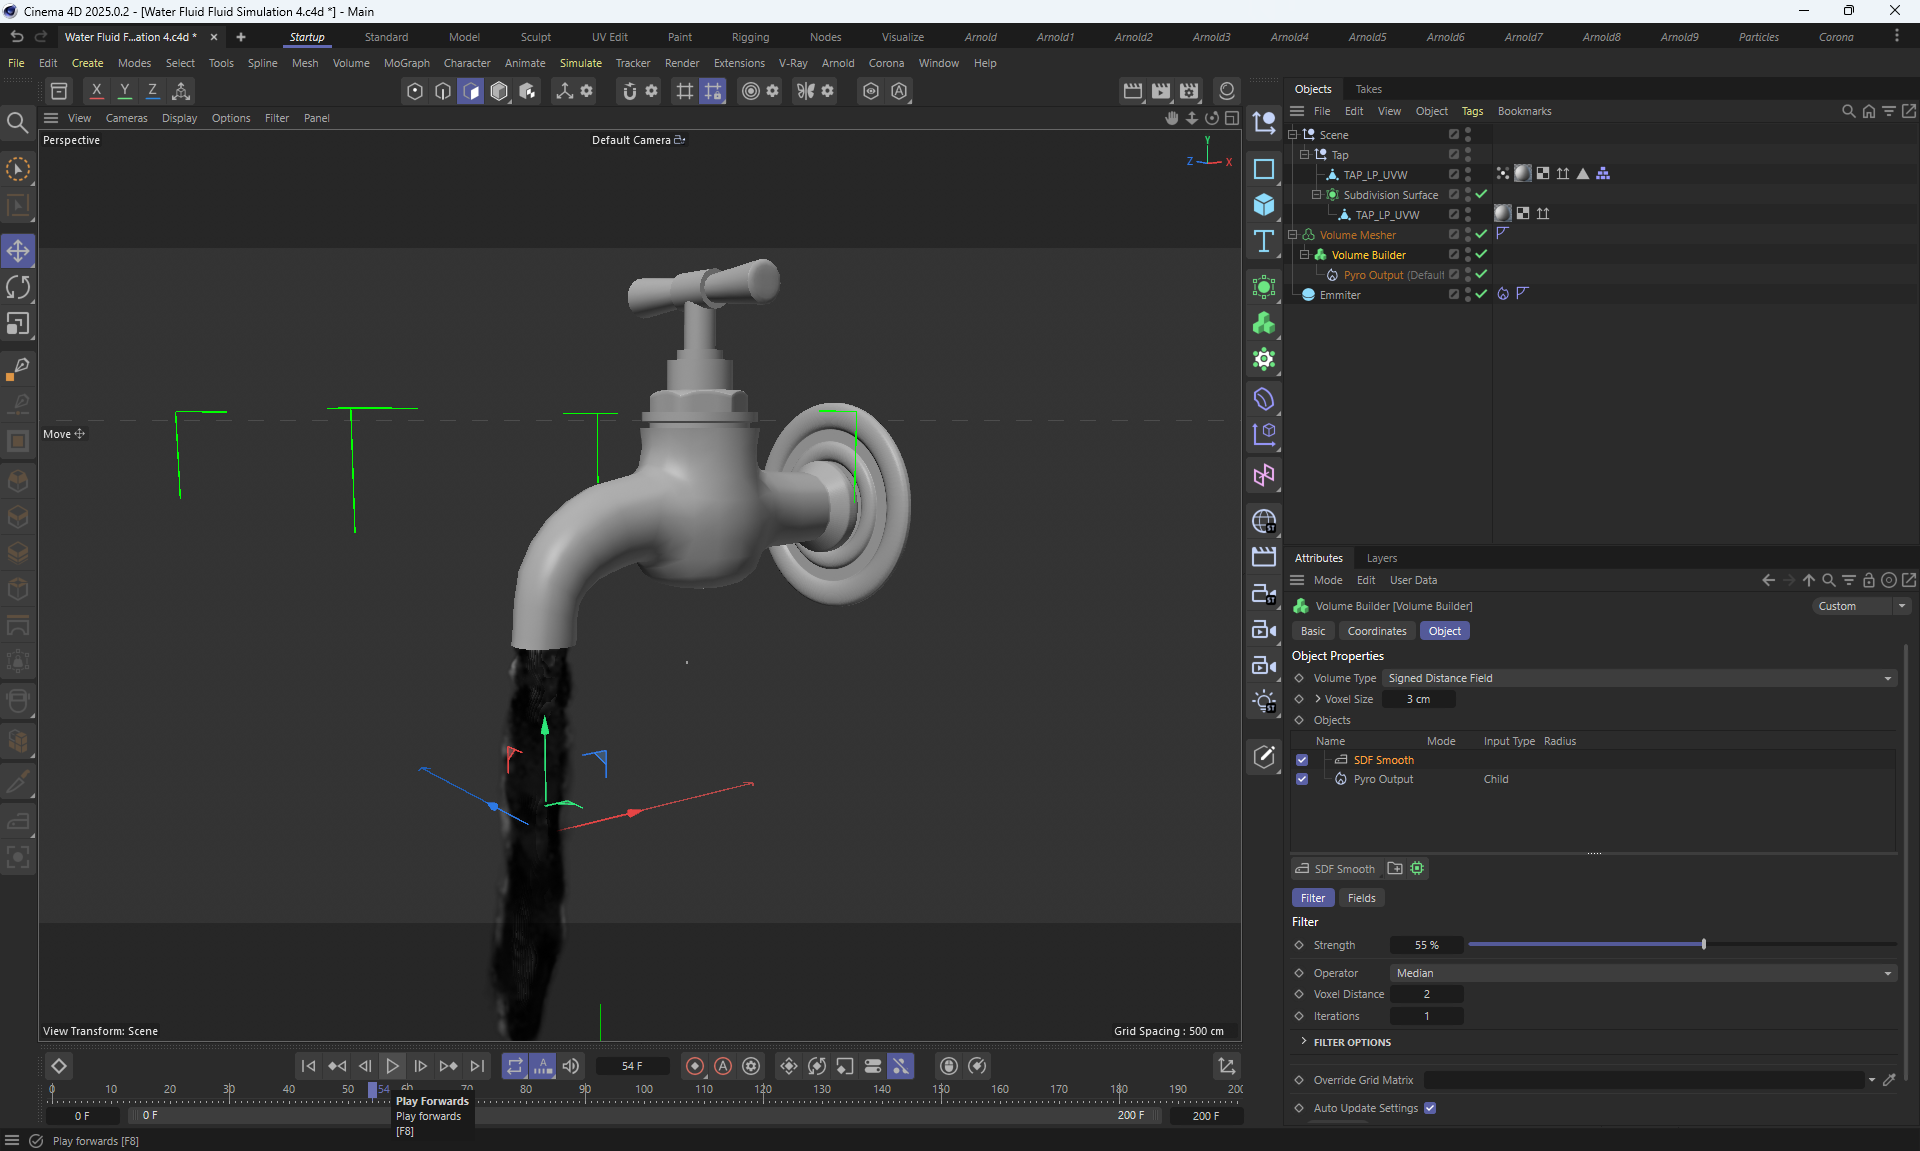 Cinema 4D 2025.0.2 - [Water Fluid Fluid Simulation 4.c4d *] - Main
Water Fluid F...ation 4.c4d *
Startup Standard Model Sculpt UV Edit Paint Rigging Nodes Visualize Arnold Arnold1 Arnold2 Arnold3 Arnold4 Arnold5 Arnold6 Arnold7 Arnold8 Arnold9 Particles Corona
File Edit Create Modes Select Tools Spline Mesh Volume MoGraph Character Animate Simulate Tracker Render Extensions V-Ray Arnold Corona Window Help
X Y Z
View Cameras Display Options Filter Panel
Perspective
Default Camera
Y
Z X
Move
View Transform: Scene
Grid Spacing : 500 cm
ST
ST
ST
Objects Takes
File Edit View Object Tags Bookmarks
Scene
Tap
TAP_LP_UVW
Subdivision Surface
TAP_LP_UVW
Volume Mesher
Volume Builder
Pyro Output (Default
Emmiter
Attributes Layers
Mode Edit User Data
Volume Builder [Volume Builder]
Custom
Basic Coordinates Object
Object Properties
Volume Type Signed Distance Field
Voxel Size 3 cm
Objects
Name Mode Input Type Radius
SDF Smooth
Pyro Output Child
SDF Smooth
Filter Fields
Filter
Strength 55 %
Operator Median
Voxel Distance 2
Iterations 1
FILTER OPTIONS
Override Grid Matrix
Auto Update Settings
54 F
0 10 20 30 40 50 54 60 70 80 90 100 110 120 130 140 150 160 170 180 190 200
0 F 0 F 200 F 200 F
Play Forwards
Play forwards
[F8]
Play forwards [F8]